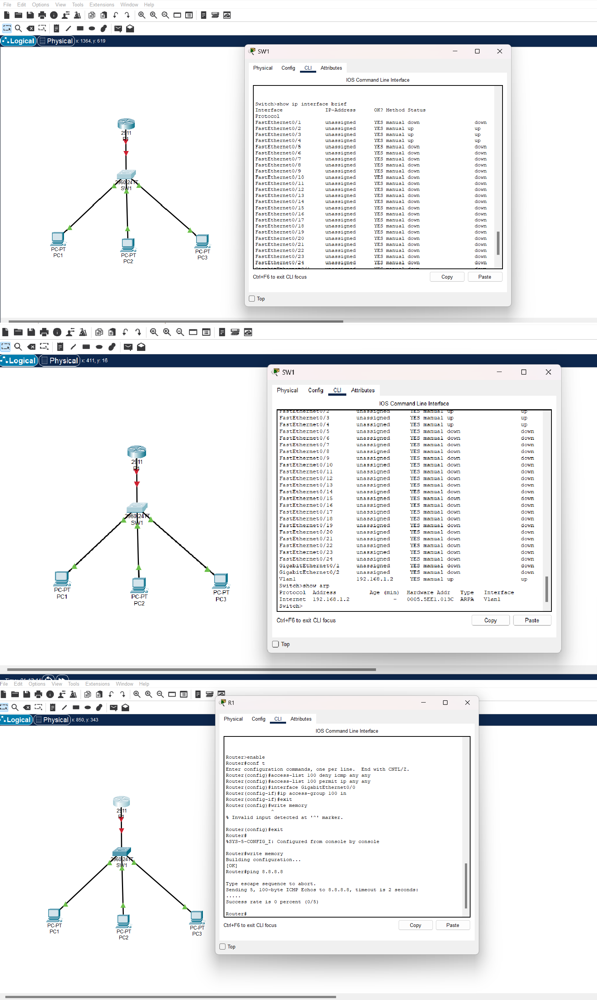 File Edit Options View Tools Extensions Window Help
Logical Physical x: 1364, y: 619
2911
R1
2960-24TT
SW1
PC-PT
PC1
PC-PT
PC2
PC-PT
PC3
SW1
Physical Config CLI Attributes
IOS Command Line Interface
Switch>show ip interface brief
Interface IP-Address OK? Method Status
Protocol
FastEthernet0/1 unassigned YES manual down down
FastEthernet0/2 unassigned YES manual up up
FastEthernet0/3 unassigned YES manual up up
FastEthernet0/4 unassigned YES manual up up
FastEthernet0/5 unassigned YES manual down down
FastEthernet0/6 unassigned YES manual down down
FastEthernet0/7 unassigned YES manual down down
FastEthernet0/8 unassigned YES manual down down
FastEthernet0/9 unassigned YES manual down down
FastEthernet0/10 unassigned YES manual down down
FastEthernet0/11 unassigned YES manual down down
FastEthernet0/12 unassigned YES manual down down
FastEthernet0/13 unassigned YES manual down down
FastEthernet0/14 unassigned YES manual down down
FastEthernet0/15 unassigned YES manual down down
FastEthernet0/16 unassigned YES manual down down
FastEthernet0/17 unassigned YES manual down down
FastEthernet0/18 unassigned YES manual down down
FastEthernet0/19 unassigned YES manual down down
FastEthernet0/20 unassigned YES manual down down
FastEthernet0/21 unassigned YES manual down down
FastEthernet0/22 unassigned YES manual down down
FastEthernet0/23 unassigned YES manual down down
FastEthernet0/24 unassigned YES manual down down
GigabitEthernet0/1 unassigned YES manual down down
Ctrl+F6 to exit CLI focus
Copy Paste
Top
Logical Physical x: 411, y: 16
2911
R1
2960-24TT
SW1
PC-PT
PC1
PC-PT
PC2
PC-PT
PC3
SW1
Physical Config CLI Attributes
IOS Command Line Interface
FastEthernet0/2 unassigned YES manual up up
FastEthernet0/3 unassigned YES manual up up
FastEthernet0/4 unassigned YES manual up up
FastEthernet0/5 unassigned YES manual down down
FastEthernet0/6 unassigned YES manual down down
FastEthernet0/7 unassigned YES manual down down
FastEthernet0/8 unassigned YES manual down down
FastEthernet0/9 unassigned YES manual down down
FastEthernet0/10 unassigned YES manual down down
FastEthernet0/11 unassigned YES manual down down
FastEthernet0/12 unassigned YES manual down down
FastEthernet0/13 unassigned YES manual down down
FastEthernet0/14 unassigned YES manual down down
FastEthernet0/15 unassigned YES manual down down
FastEthernet0/16 unassigned YES manual down down
FastEthernet0/17 unassigned YES manual down down
FastEthernet0/18 unassigned YES manual down down
FastEthernet0/19 unassigned YES manual down down
FastEthernet0/20 unassigned YES manual down down
FastEthernet0/21 unassigned YES manual down down
FastEthernet0/22 unassigned YES manual down down
FastEthernet0/23 unassigned YES manual down down
FastEthernet0/24 unassigned YES manual down down
GigabitEthernet0/1 unassigned YES manual down down
GigabitEthernet0/2 unassigned YES manual down down
Vlan1 192.168.1.2 YES manual up up
Switch>show arp
Protocol Address Age (min) Hardware Addr Type Interface
Internet 192.168.1.2 - 0005.5EE1.013C ARPA Vlan1
Switch>
Ctrl+F6 to exit CLI focus
Copy Paste
Top
File Edit Options View Tools Extensions Window Help
Logical Physical x: 850, y: 343
2911
R1
2960-24TT
SW1
PC-PT
PC1
PC-PT
PC2
PC-PT
PC3
R1
Physical Config CLI Attributes
IOS Command Line Interface
Router>enable
Router#conf t
Enter configuration commands, one per line. End with CNTL/Z.
Router(config)#access-list 100 deny icmp any any
Router(config)#access-list 100 permit ip any any
Router(config)#interface GigabitEthernet0/0
Router(config-if)#ip access-group 100 in
Router(config-if)#exit
Router(config)#write memory
^
% Invalid input detected at '^' marker.
Router(config)#exit
Router#
%SYS-5-CONFIG_I: Configured from console by console
Router#write memory
Building configuration...
[OK]
Router#ping 8.8.8.8
Type escape sequence to abort.
Sending 5, 100-byte ICMP Echos to 8.8.8.8, timeout is 2 seconds:
.....
Success rate is 0 percent (0/5)
Router#
Ctrl+F6 to exit CLI focus
Copy Paste
Top